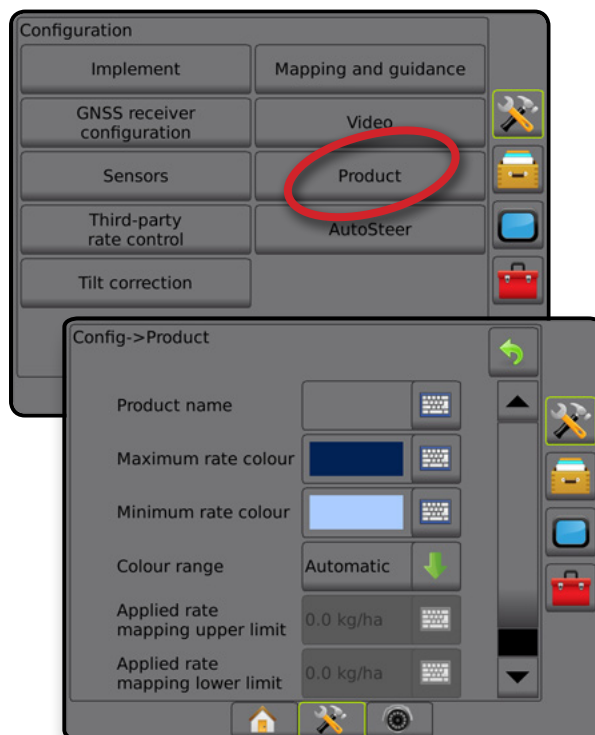 Configuration
Implement
Mapping and guidance
GNSS receiver
configuration
Video
Sensors
Product
Third-party
rate control
AutoSteer
Tilt correction
Config->Product
Product name
Maximum rate colour
Minimum rate colour
Colour range
Automatic
Applied rate
mapping upper limit
0.0 kg/ha
Applied rate
mapping lower limit
0.0 kg/ha